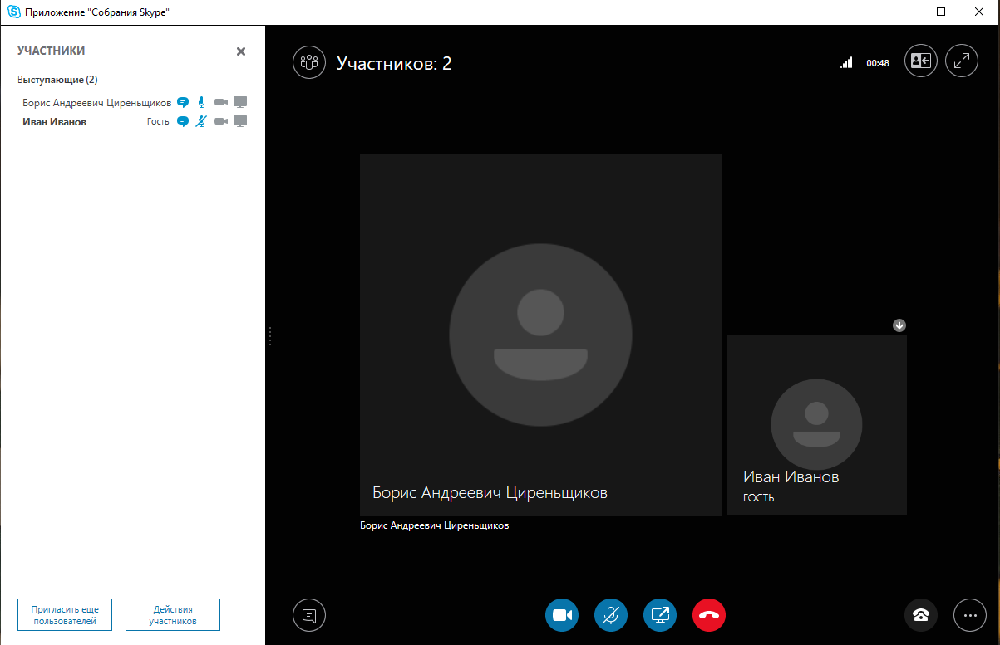 Приложение "Собрания Skype"
УЧАСТНИКИ
Выступающие (2)
Борис Андреевич Циреньщиков
Иван Иванов Гость
Пригласить еще
пользователей
Действия
участников
Участников: 2
00:48
Борис Андреевич Циреньщиков
Борис Андреевич Циреньщиков
Иван Иванов
ГОСТЬ